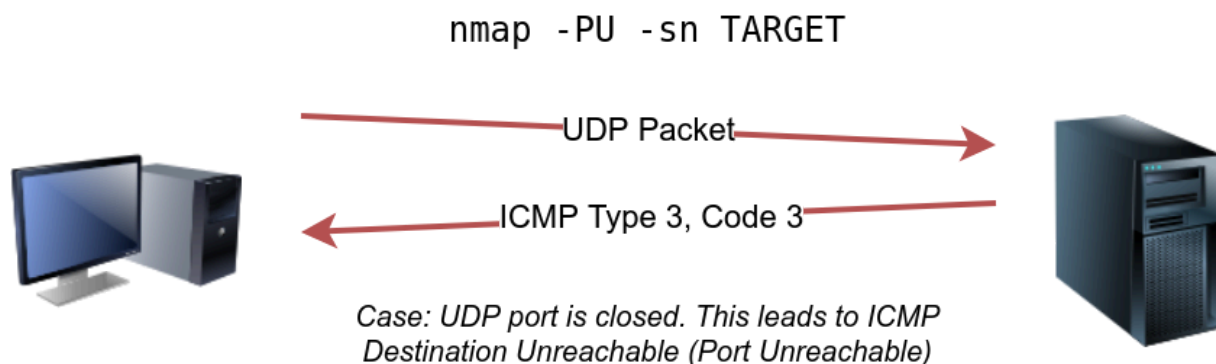 nmap -PU -sn TARGET
UDP Packet
ICMP Type 3, Code 3
Case: UDP port is closed. This leads to ICMP
Destination Unreachable (Port Unreachable)